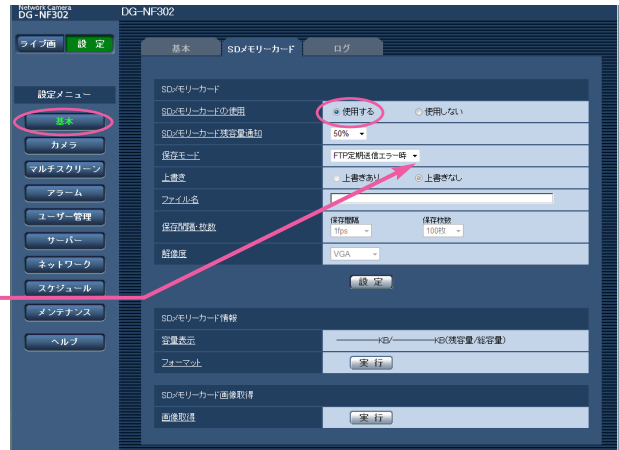 Network Camera
DG-NF302
DG-NF302
ライブ画
設 定
基本
SDメモリーカード
ログ
設定メニュー
基本
カメラ
マルチスクリーン
アラーム
ユーザー管理
サーバー
ネットワーク
スケジュール
メンテナンス
ヘルプ
SDメモリーカード
SDメモリーカードの使用
使用する
使用しない
SDメモリーカード残容量通知
50%
保存モード
FTP定期送信エラー時
上書き
上書きあり
上書きなし
ファイル名
保存間隔・枚数
保存間隔
保存枚数
1fps
100枚
解像度
VGA
設 定
SDメモリーカード情報
容量表示
————KB/————KB(残容量/総容量)
フォーマット
実 行
SDメモリーカード画像取得
画像取得
実 行